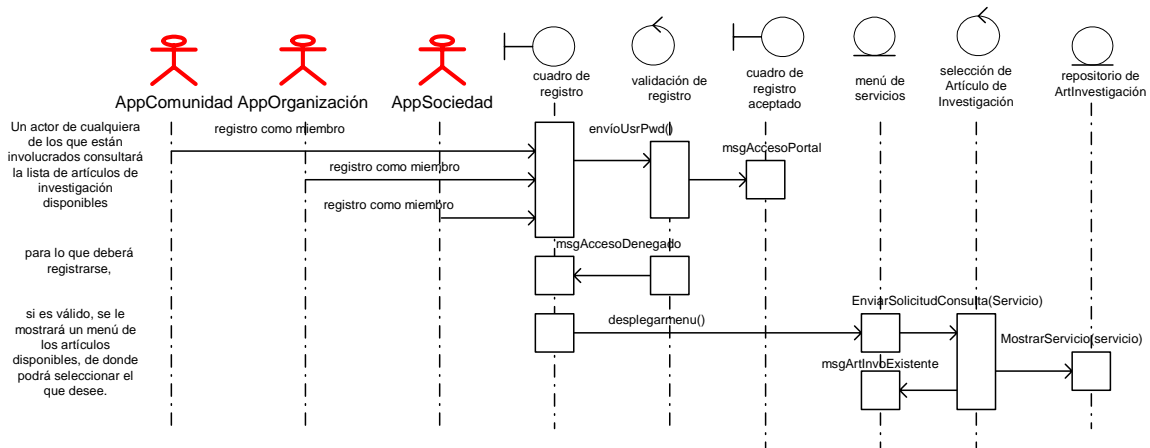 cuadro de
registro
validación de
registro
cuadro de
registro
aceptado
menú de
servicios
selección de
Artículo de
Investigación
repositorio de
ArtInvestigación
AppComunidad
AppOrganización
AppSociedad
Un actor de cualquiera
de los que están
involucrados consultará
la lista de artículos de
investigación
disponibles
registro como miembro
registro como miembro
registro como miembro
envíoUsrPwd()
msgAccesoPortal
para lo que deberá
registrarse,
msgAccesoDenegado
si es válido, se le
mostrará un menú de
los artículos
disponibles, de donde
podrá seleccionar el
que desee.
desplegarmenu()
EnviarSolicitudConsulta(Servicio)
MostrarServicio(servicio)
msgArtInvoExistente